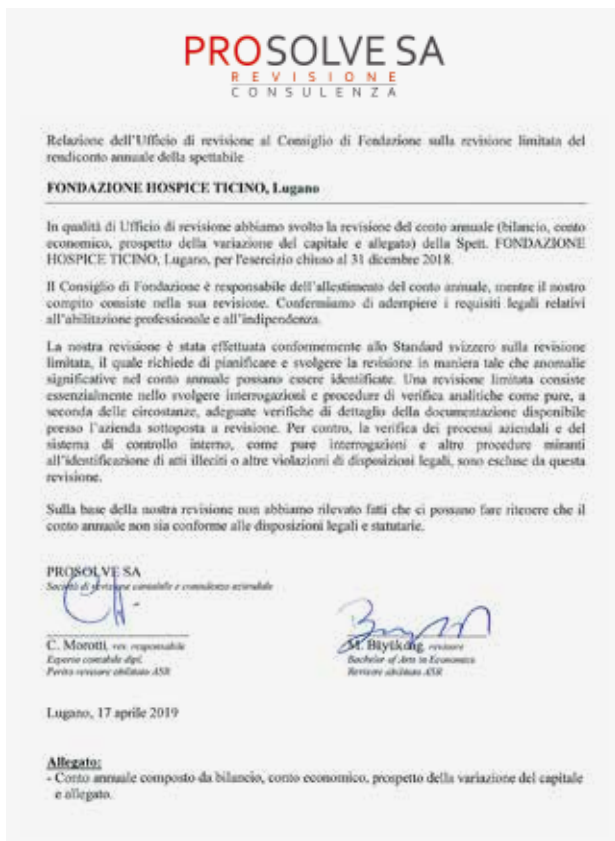 PROSOLVE SA
REVISIONE
CONSULENZA
Relazione dell'Ufficio di revisione al Consiglio di Fondazione sulla revisione limitata del
rendiconto annuale della spettabile
FONDAZIONE HOSPICE TICINO, Lugano
In qualità di Ufficio di revisione abbiamo svolto la revisione del conto annuale (bilancio, conto
economico, prospetto della variazione del capitale e allegato) della Spett. FONDAZIONE
HOSPICE TICINO, Lugano, per l'esercizio chiuso al 31 dicembre 2018.
Il Consiglio di Fondazione è responsabile dell'allestimento del conto annuale, mentre il nostro
compito consiste nella sua revisione. Confermiamo di adempiere i requisiti legali relativi
all'abilitazione professionale e all'indipendenza.
La nostra revisione è stata effettuata conformemente allo Standard svizzero sulla revisione
limitata, il quale richiede di pianificare e svolgere la revisione in maniera tale che anomalie
significative nel conto annuale possano essere identificate. Una revisione limitata consiste
essenzialmente nello svolgere interrogazioni e procedure di verifica analitiche come pure, a
seconda delle circostanze, adeguate verifiche di dettaglio della documentazione disponibile
presso l'azienda sottoposta a revisione. Per contro, la verifica dei processi aziendali e del
sistema di controllo interno, come pure interrogazioni e altre procedure miranti
all'identificazione di atti illeciti o altre violazioni di disposizioni legali, sono escluse da questa
revisione.
Sulla base della nostra revisione non abbiamo rilevato fatti che ci possano fare ritenere che il
conto annuale non sia conforme alle disposizioni legali e statutarie.
PROSOLVE SA
Società di revisione contabile e consulenza aziendale
C. Morotti, rev. responsabile
Esperto contabile dipl.
Perito revisore abilitato ASR
M. revisore
Bachelor of Arts in Economics
Revisore abilitato ASR
Lugano, 17 aprile 2019
Allegato:
- Conto annuale composto da bilancio, conto economico, prospetto della variazione del capitale
e allegato.